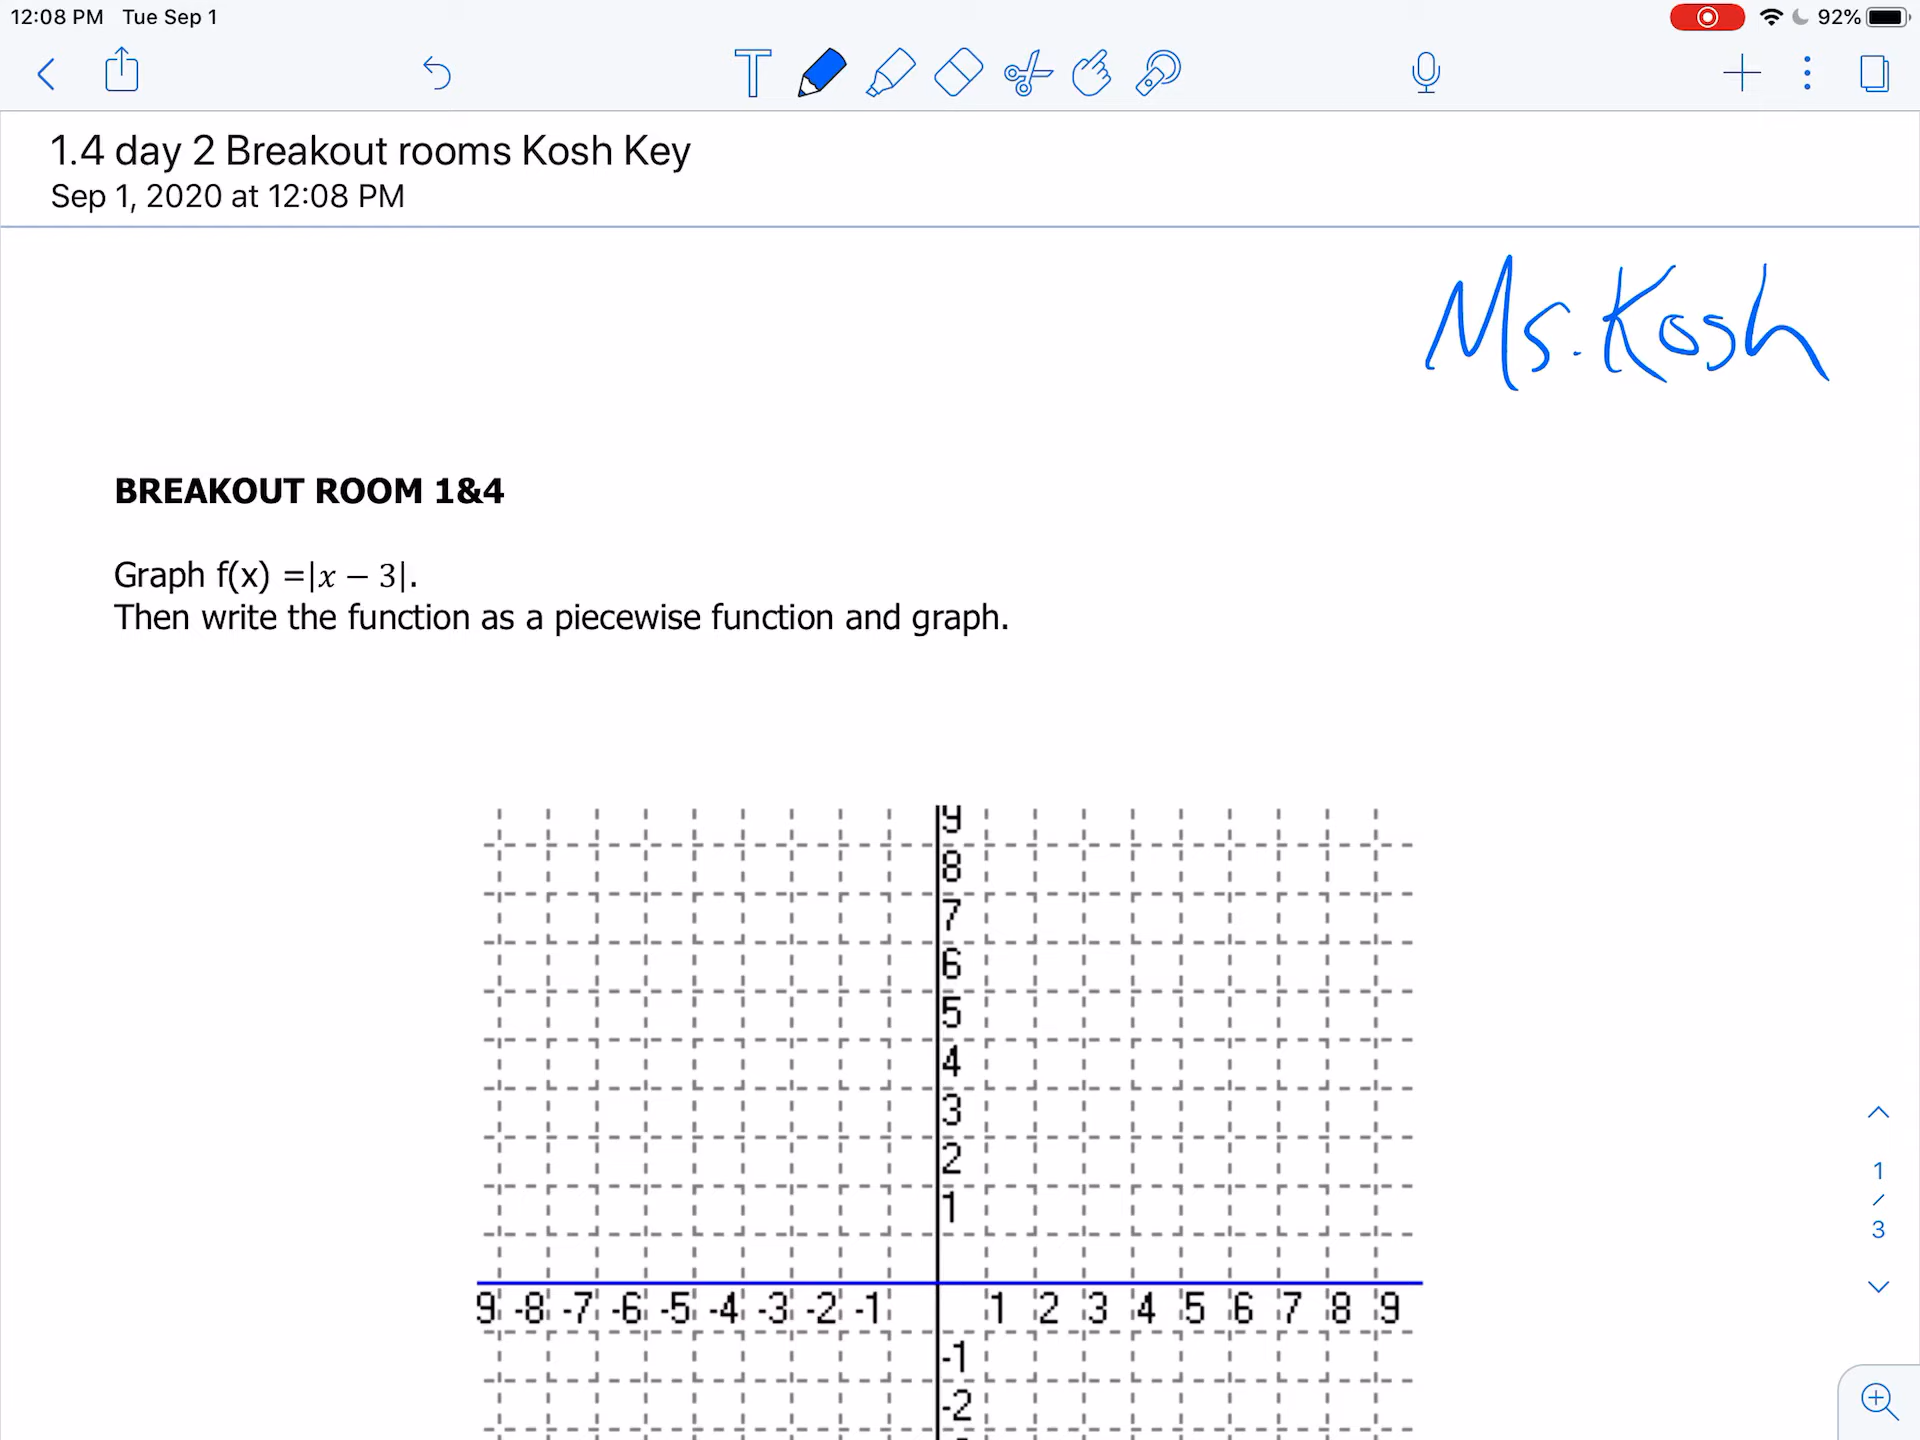 12:08 PM Tue Sep 1 92%
T
1.4 day 2 Breakout rooms Kosh Key
Sep 1, 2020 at 12:08 PM
Ms. Kosh
BREAKOUT ROOM 1&4
Graph f(x) =|x − 3|.
Then write the function as a piecewise function and graph.
9
8
7
6
5
4
3
2
1
9 -8 -7 -6 -5 -4 -3 -2 -1 1 2 3 4 5 6 7 8 9
-1
-2
1
/
3